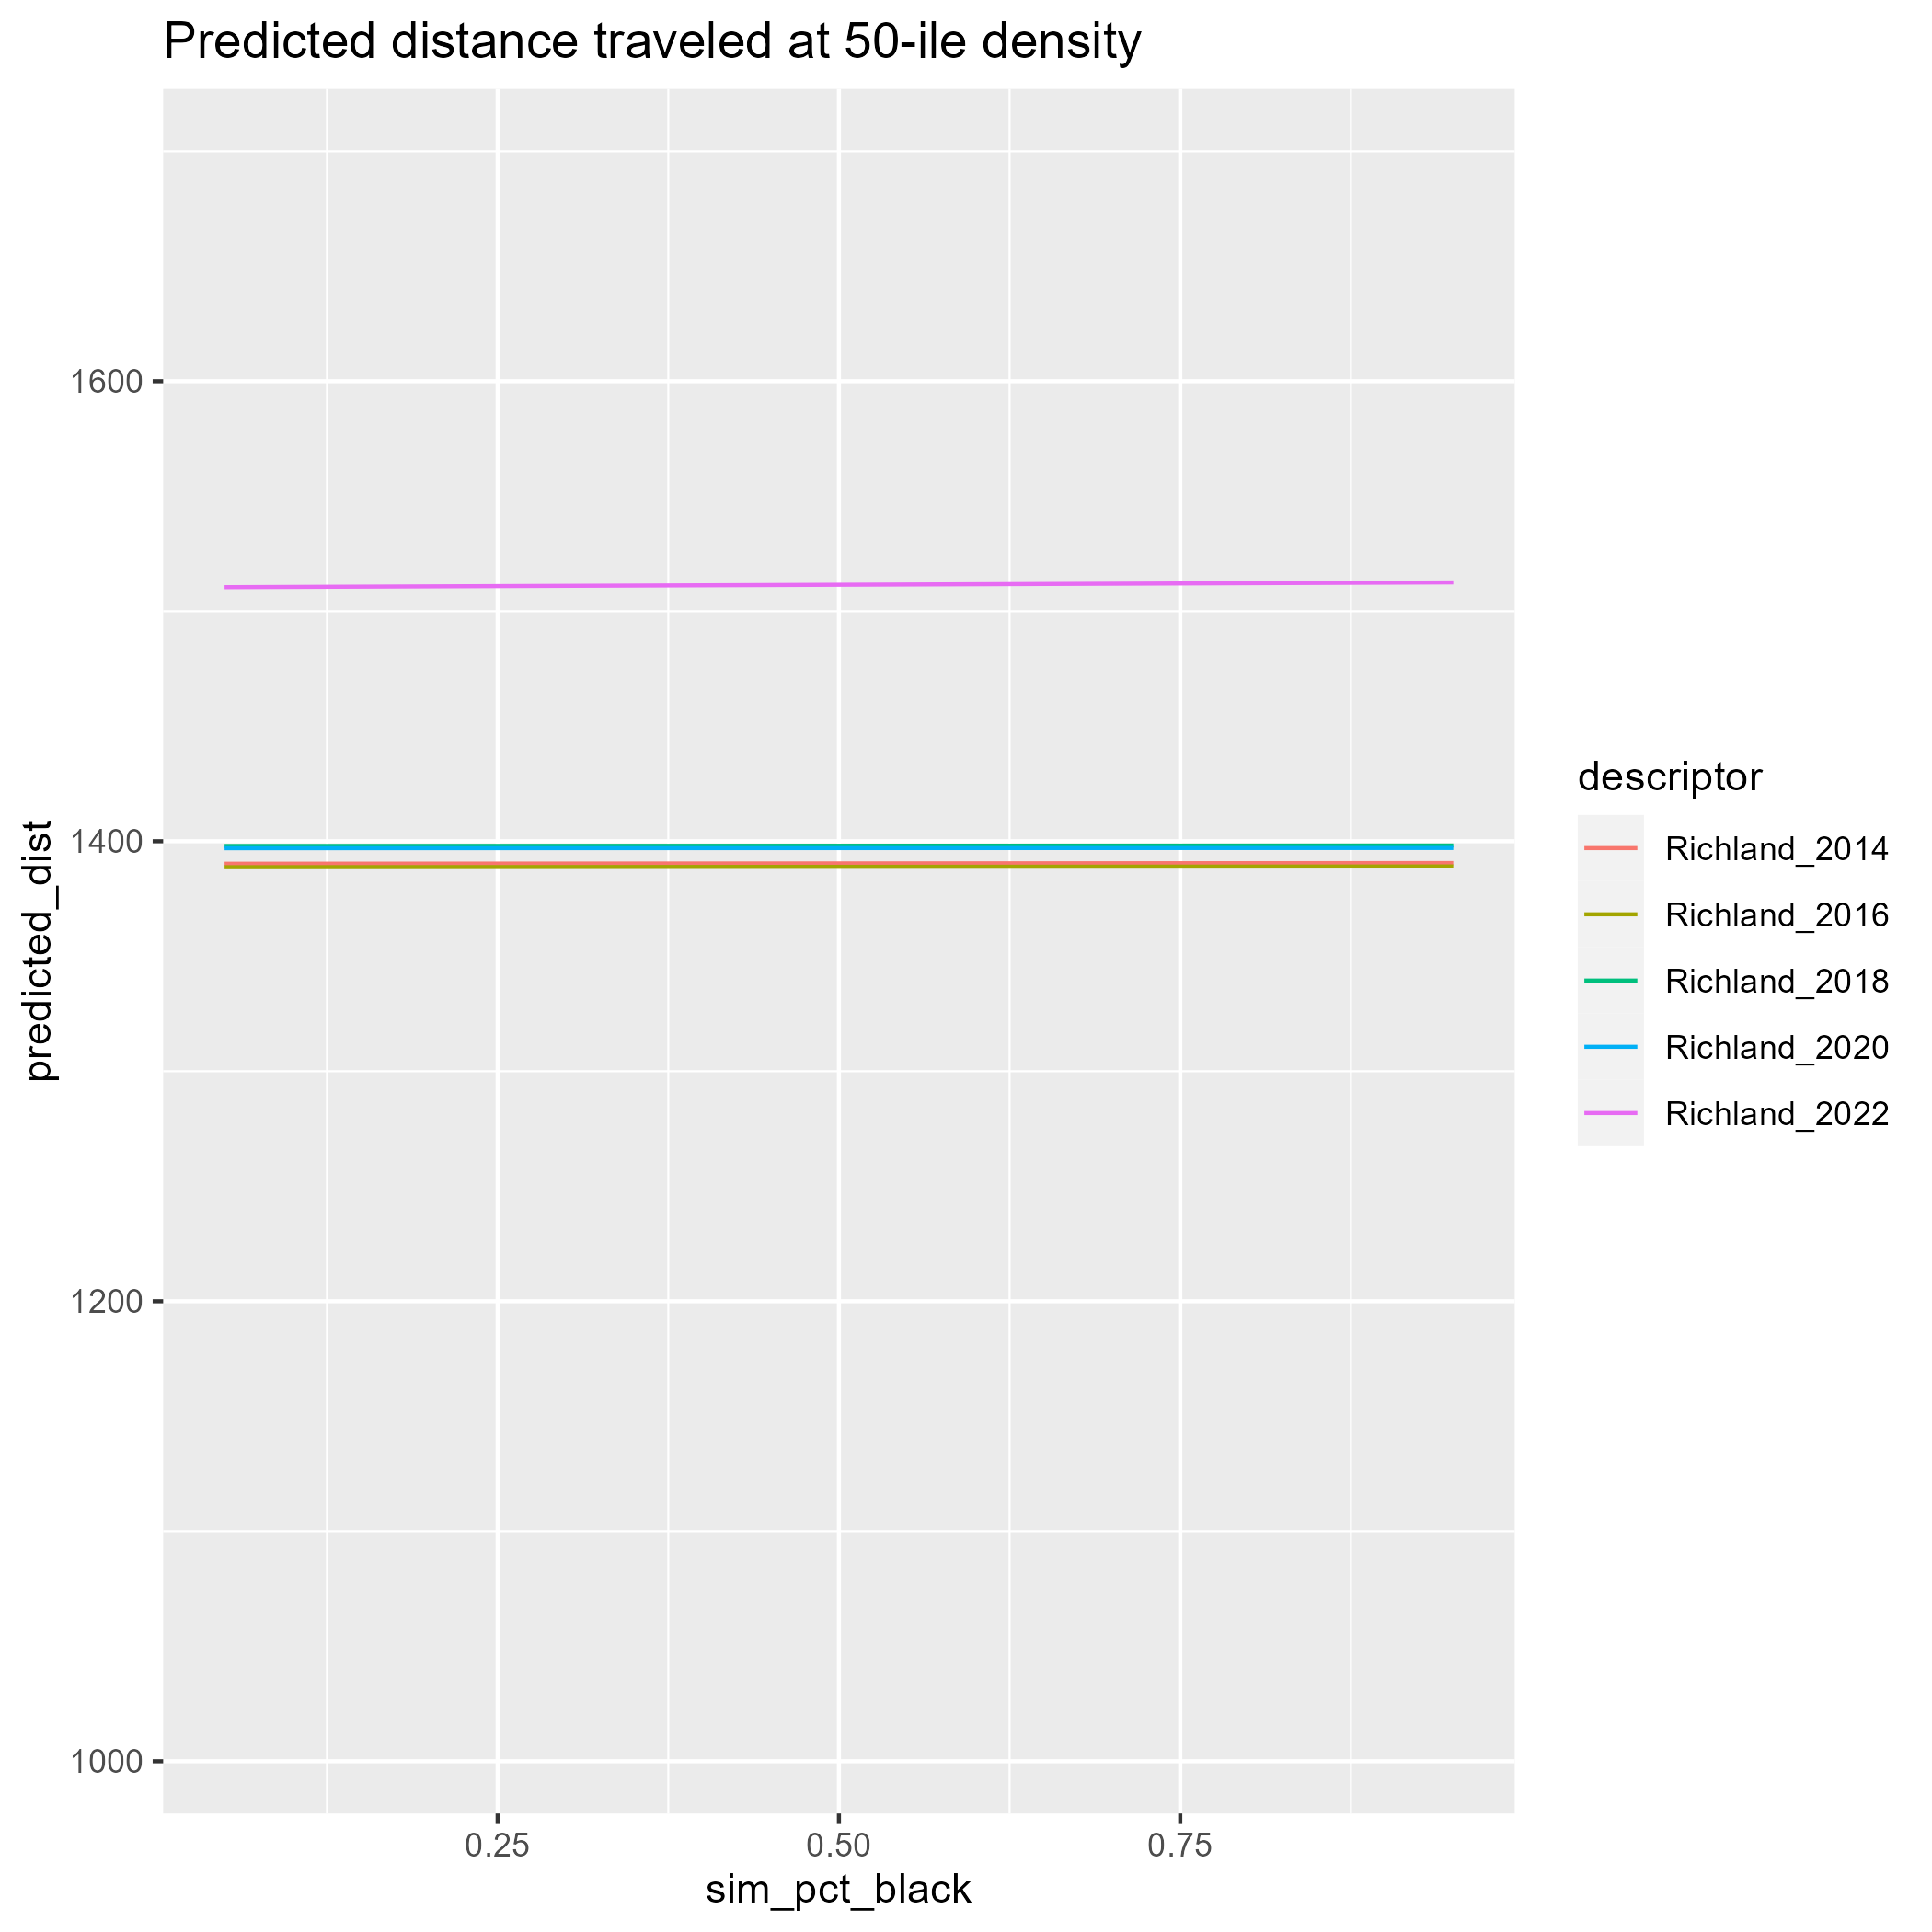 Predicted distance traveled at 50-ile density
1600
1400
1200
1000
predicted_dist
0.25 0.50 0.75
sim_pct_black
descriptor
Richland_2014
Richland_2016
Richland_2018
Richland_2020
Richland_2022